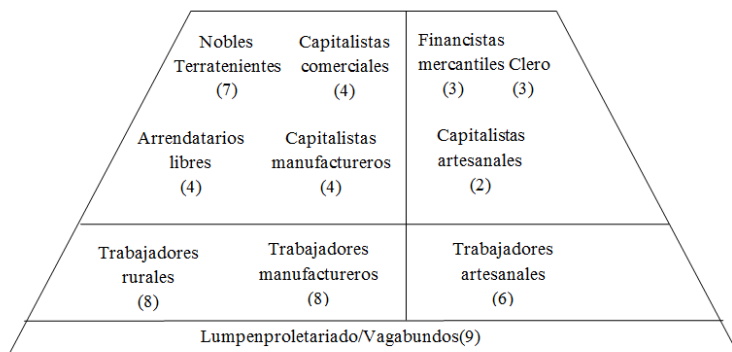 Nobles
Terratenientes
(7)
Capitalistas
comerciales
(4)
Financistas
mercantiles Clero
(3) (3)
Arrendatarios
libres
(4)
Capitalistas
manufactureros
(4)
Capitalistas
artesanales
(2)
Trabajadores
rurales
(8)
Trabajadores
manufactureros
(8)
Trabajadores
artesanales
(6)
Lumpenproletariado/Vagabundos(9)